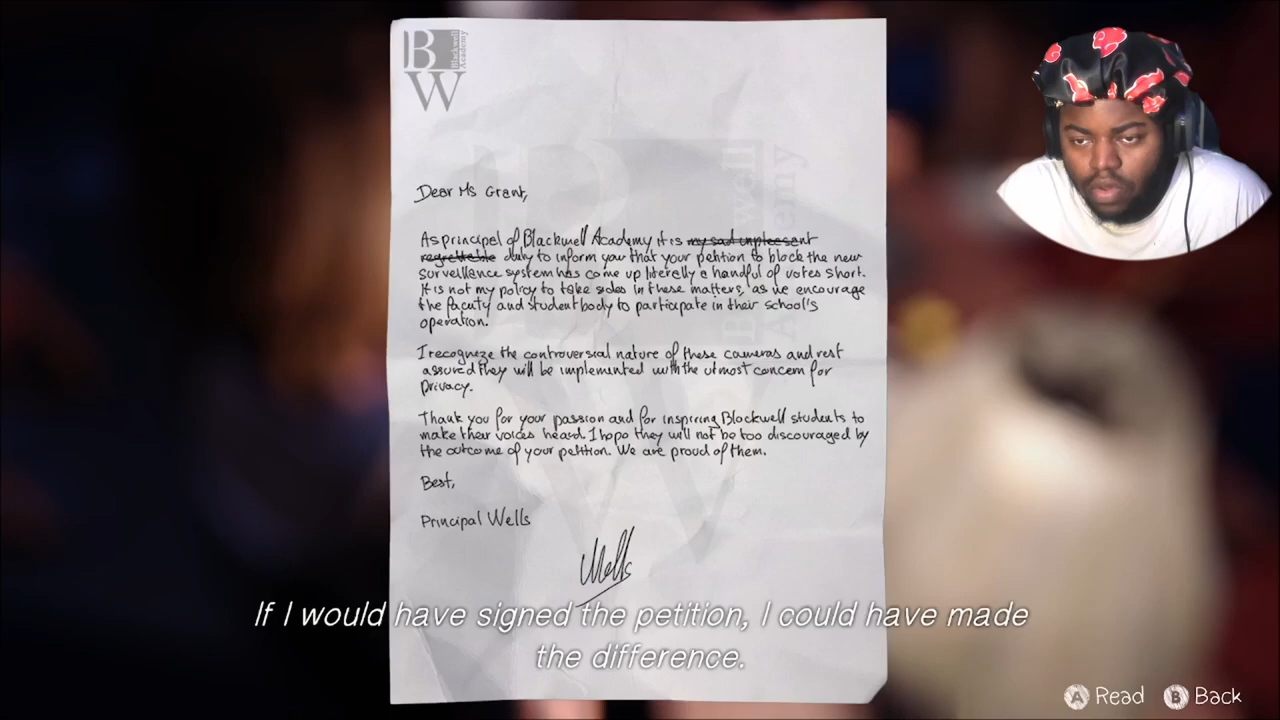 BW
Blackwell Academy
Dear Ms Grant,
As principel of Blackwell Academy it is my sad unpleesent
regrettable duty to inform you that your petition to block the new
surveillance system has come up literally a handful of votes short.
It is not my policy to take sides in these matters, as we encourage
the faculty and student body to participate in their school's
operation.
I recogneze the controversial nature of these cameras and rest
assured they will be implemented with the utmost concern for
privacy.
Thank you for your passion and for inspiring Blackwell students to
make their voices heard. I hope they will not be too discouraged by
the outcome of your petition. We are proud of them.
Best,
Principal Wells
Wells
If I would have signed the petition, I could have made
the difference.
A Read B Back